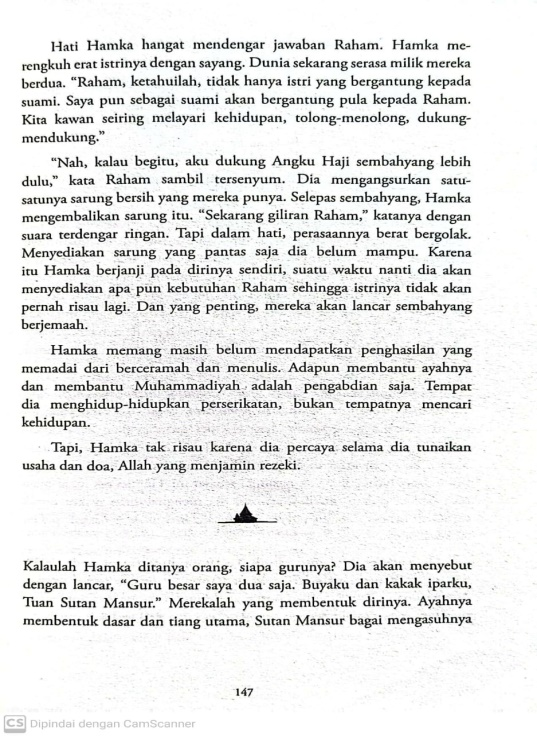 Hati Hamka hangat mendengar jawaban Raham. Hamka me-
rengkuh erat istrinya dengan sayang. Dunia sekarang serasa milik mereka
berdua. “Raham, ketahuilah, tidak hanya istri yang bergantung kepada
suami. Saya pun sebagai suami akan bergantung pula kepada Raham.
Kita kawan seiring melayari kehidupan, tolong-menolong, dukung-
mendukung.”
“Nah, kalau begitu, aku dukung Angku Haji sembahyang lebih
dulu,” kata Raham sambil tersenyum. Dia mengangsurkan satu-
satunya sarung bersih yang mereka punya. Selepas sembahyang, Hamka
mengembalikan sarung itu. “Sekarang giliran Raham,” katanya dengan
suara terdengar ringan. Tapi dalam hati, perasaannya berat bergolak.
Menyediakan sarung yang pantas saja dia belum mampu. Karena
itu Hamka berjanji pada dirinya sendiri, suatu waktu nanti dia akan
menyediakan apa pun kebutuhan Raham sehingga istrinya tidak akan
pernah risau lagi. Dan yang penting, mereka akan lancar sembahyang
berjemaah.
Hamka memang masih belum mendapatkan penghasilan yang
memadai dari berceramah dan menulis. Adapun membantu ayahnya
dan membantu Muhammadiyah adalah pengabdian saja. Tempat
dia menghidup-hidupkan perserikatan, bukan tempatnya mencari
kehidupan.
Tapi, Hamka tak risau karena dia percaya selama dia tunaikan
usaha dan doa, Allah yang menjamin rezeki.
Kalaulah Hamka ditanya orang, siapa gurunya? Dia akan menyebut
dengan lancar, “Guru besar saya dua saja. Buyaku dan kakak iparku,
Tuan Sutan Mansur.” Merekalah yang membentuk dirinya. Ayahnya
membentuk dasar dan tiang utama, Sutan Mansur bagai mengasuhnya
147
CS Dipindai dengan CamScanner